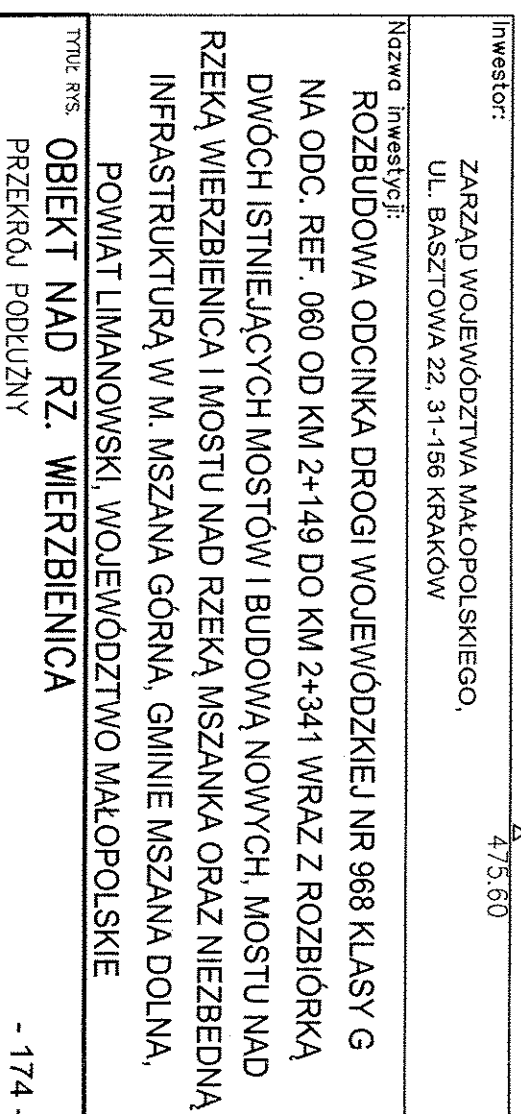 Inwestor:
ZARZĄD WOJEWÓDZTWA MAŁOPOLSKIEGO,
UL. BASZTOWA 22, 31-156 KRAKÓW
475.60
Nazwa inwestycji:
ROZBUDOWA ODCINKA DROGI WOJEWÓDZKIEJ NR 968 KLASY G
NA ODC. REF. 060 OD KM 2+149 DO KM 2+341 WRAZ Z ROZBIÓRKĄ
DWÓCH ISTNIEJĄCYCH MOSTÓW I BUDOWĄ NOWYCH, MOSTU NAD
RZEKĄ WIERZBIENICA I MOSTU NAD RZEKĄ MSZANKA ORAZ NIEZBEDNĄ
INFRASTRUKTURĄ W M. MSZANA GÓRNA, GMINIE MSZANA DOLNA,
POWIAT LIMANOWSKI, WOJEWÓDZTWO MAŁOPOLSKIE
TYTUŁ RYS. OBIEKT NAD RZ. WIERZBIENICA
PRZEKRÓJ PODŁUŻNY
- 174 -